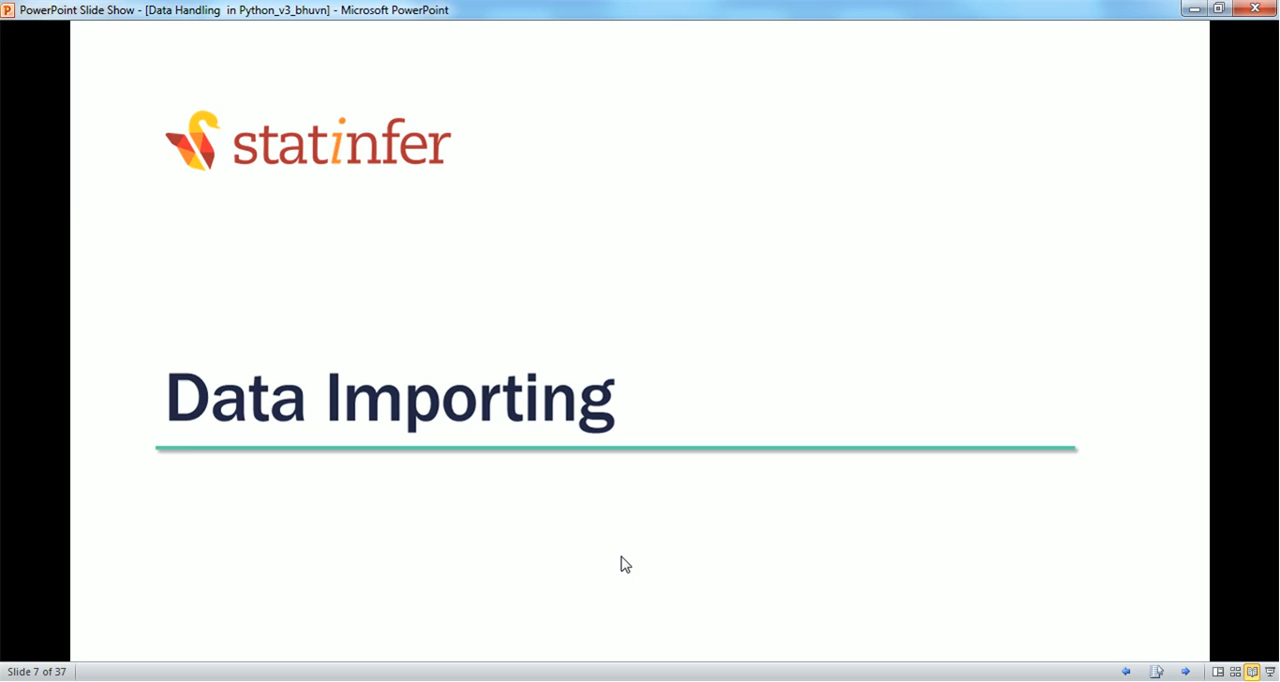 PowerPoint Slide Show - [Data Handling  in Python_v3_bhuvn] - Microsoft PowerPoint
statinfer
Data Importing
Slide 7 of 37